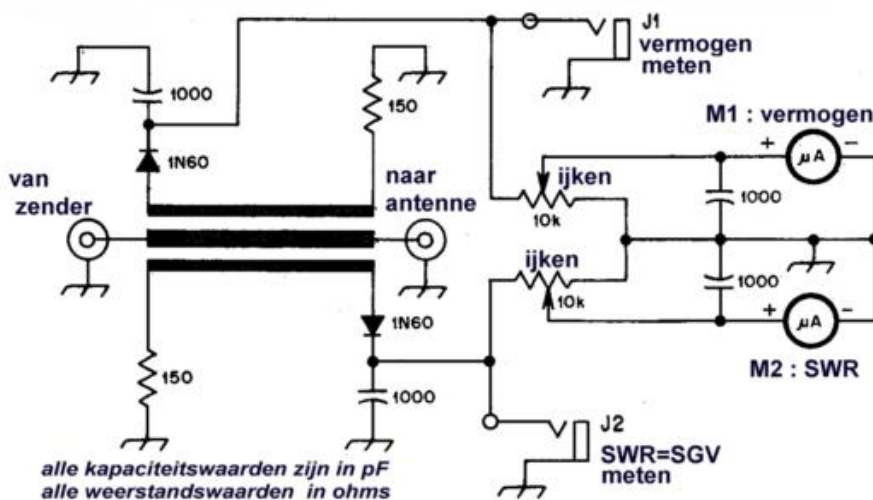 J1
vermogen
meten
1000
150
M1 : vermogen
+
-
µA
1N60
van
zender
naar
antenne
ijken
10k
1000
ijken
10k
1000
+
-
µA
1N60
M2 : SWR
150
1000
J2
SWR=SGV
meten
alle kapaciteitswaarden zijn in pF
alle weerstandswaarden in ohms